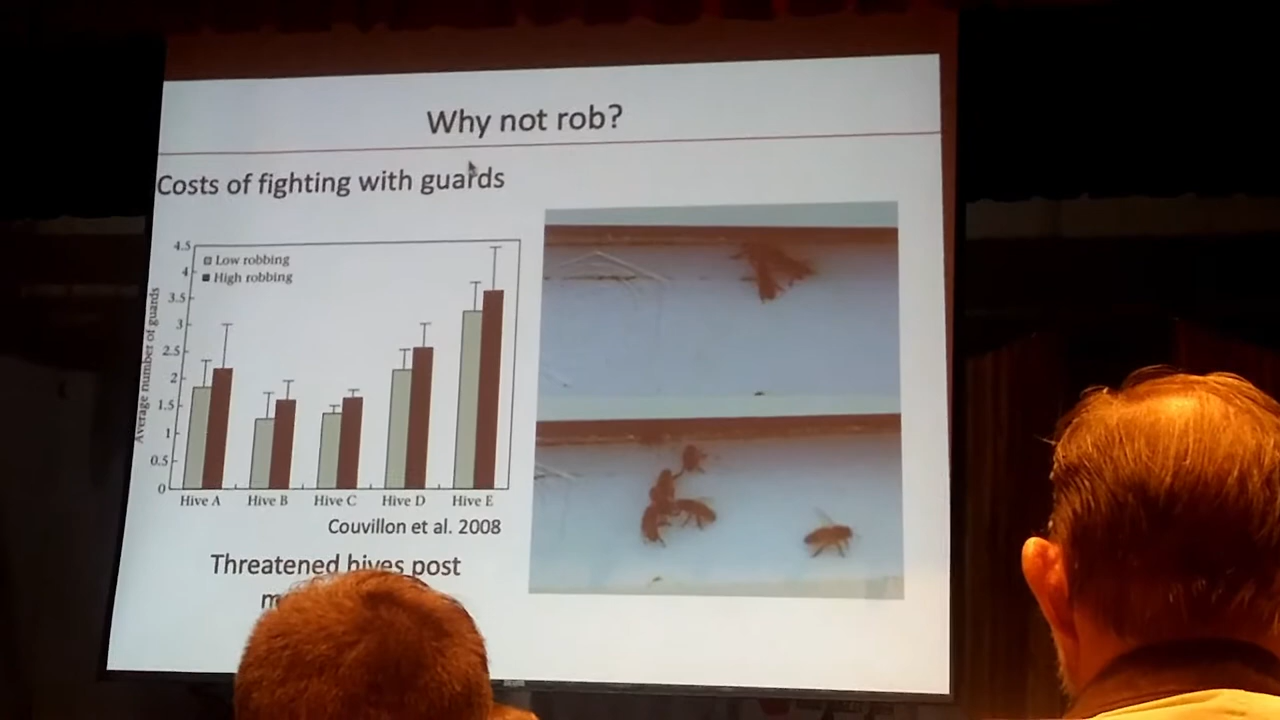 Why not rob?
Costs of fighting with guards
Average number of guards
4.5
4
3.5
3
2.5
2
1.5
1
0.5
0
Low robbing
High robbing
Hive A Hive B Hive C Hive D Hive E
Couvillon et al. 2008
Threatened hives post